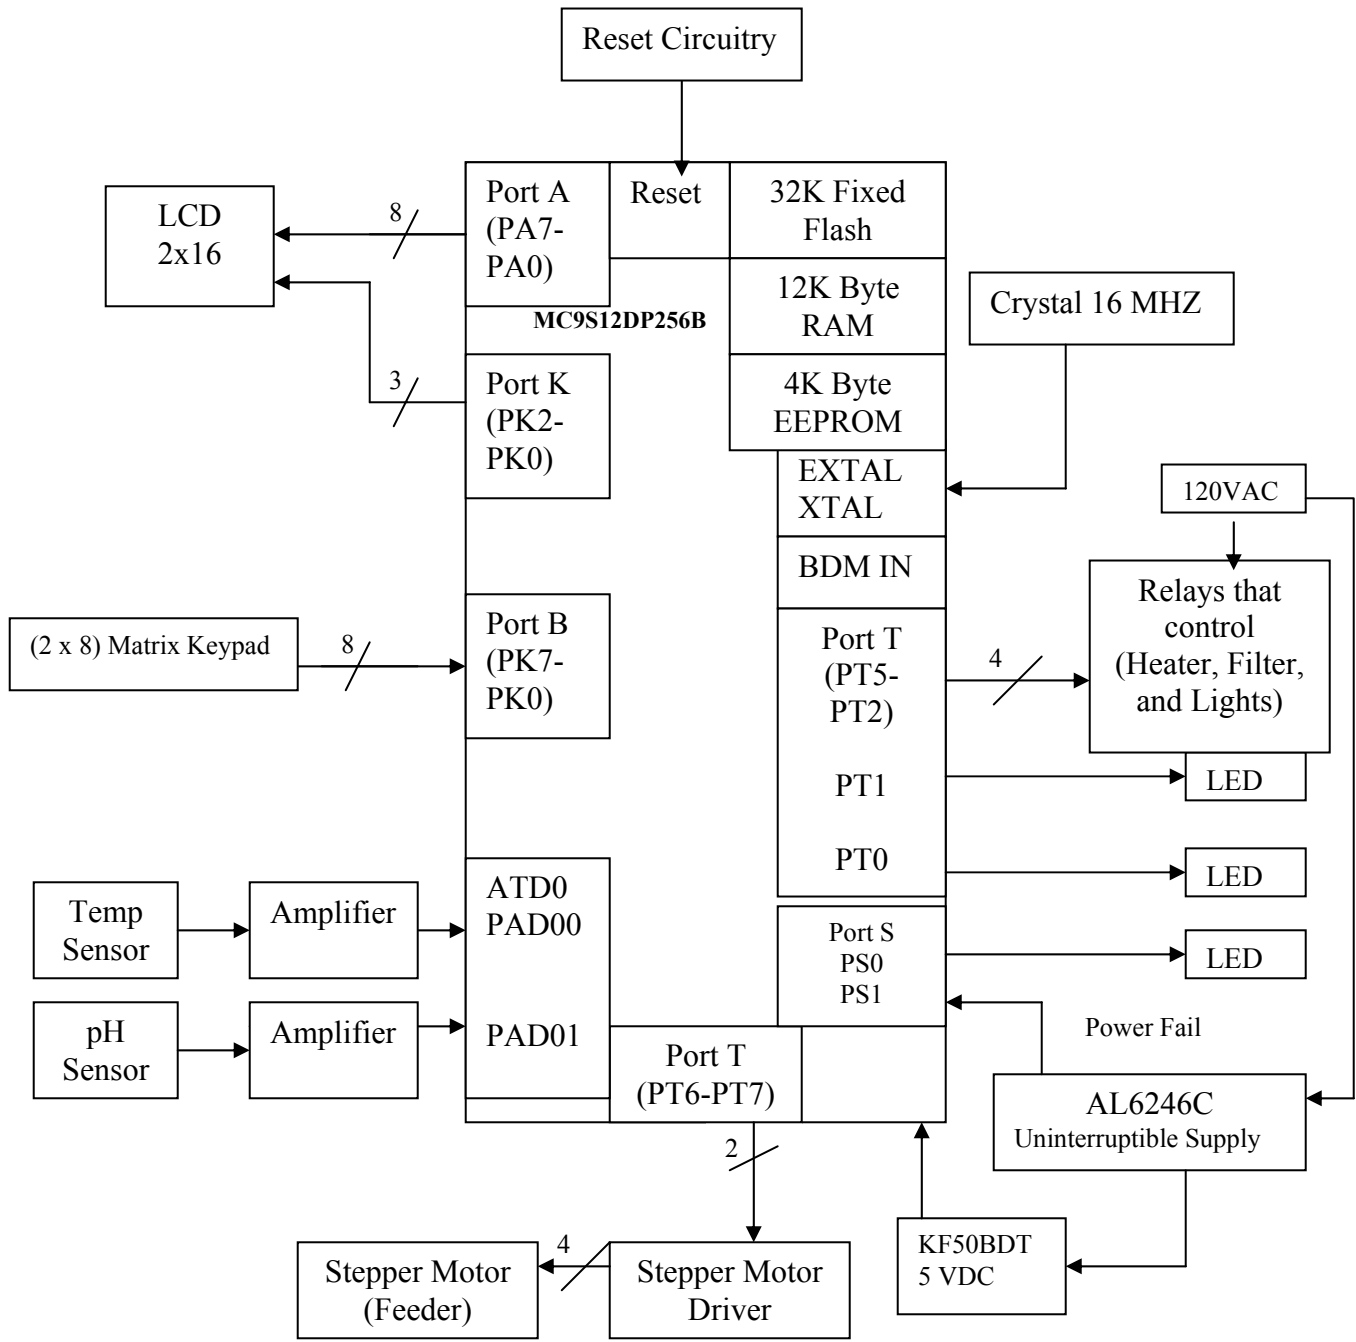 Reset Circuitry
LCD
2x16
8
Port A
(PA7-
PA0)
Reset
32K Fixed
Flash
12K Byte
RAM
MC9S12DP256B
Crystal 16 MHZ
3
Port K
(PK2-
PK0)
4K Byte
EEPROM
EXTAL
XTAL
120VAC
BDM IN
(2 x 8) Matrix Keypad
8
Port B
(PK7-
PK0)
Port T
(PT5-
PT2)
4
Relays that
control
(Heater, Filter,
and Lights)
PT1
LED
PT0
LED
Temp
Sensor
Amplifier
ATD0
PAD00
Port S
PS0
PS1
LED
pH
Sensor
Amplifier
PAD01
Port T
(PT6-PT7)
Power Fail
AL6246C
Uninterruptible Supply
2
Stepper Motor
(Feeder)
4
Stepper Motor
Driver
KF50BDT
5 VDC